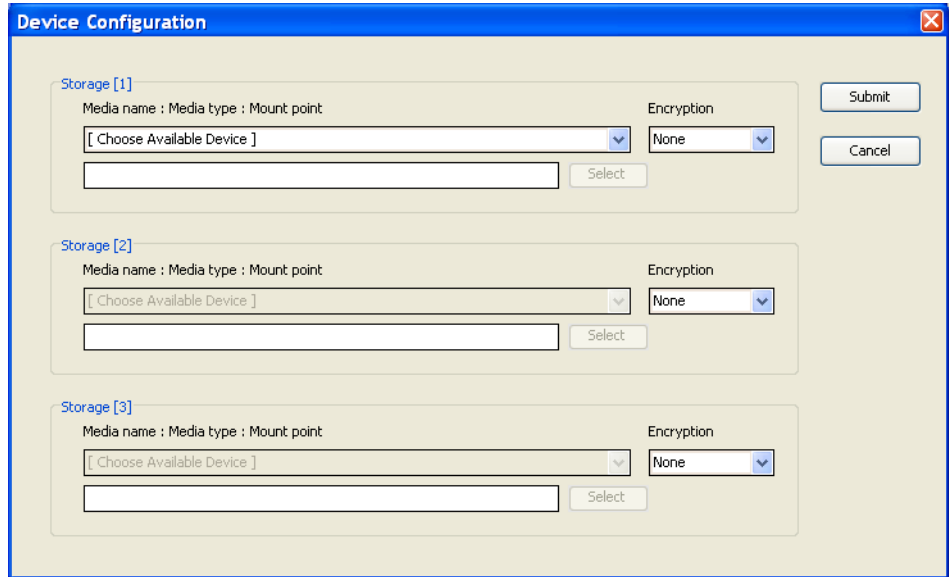 Device Configuration
Storage [1]
Media name : Media type : Mount point
Encryption
[ Choose Available Device ]
None
Select
Submit
Cancel
Storage [2]
Media name : Media type : Mount point
Encryption
[ Choose Available Device ]
None
Select
Storage [3]
Media name : Media type : Mount point
Encryption
[ Choose Available Device ]
None
Select